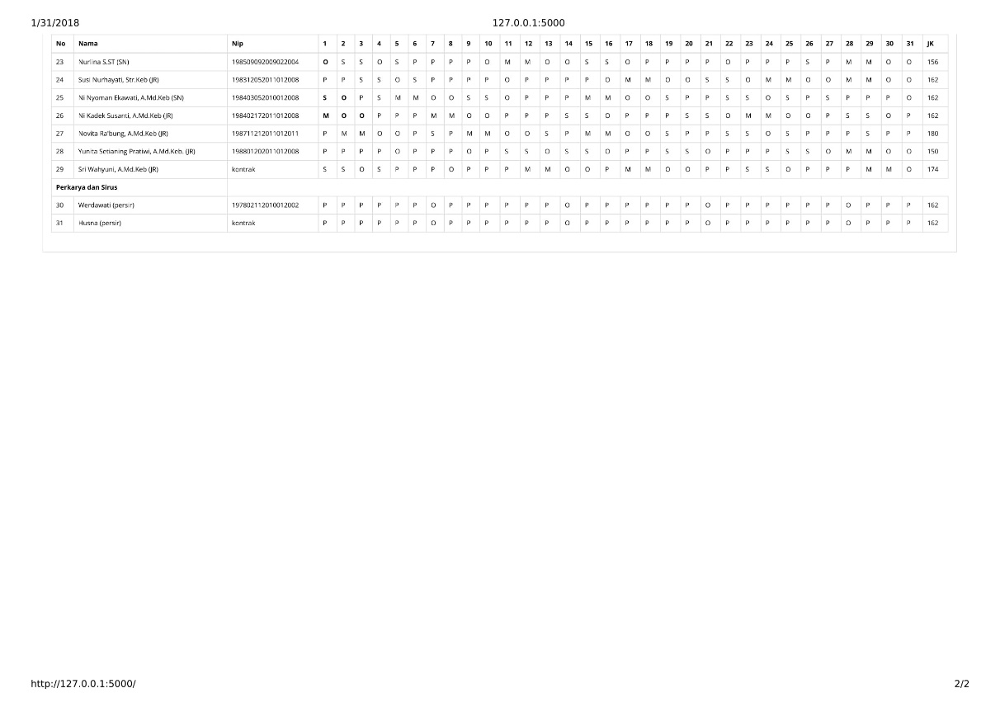 1/31/2018 127.0.0.1:5000
No Nama Nip 1 2 3 4 5 6 7 8 9 10 11 12 13 14 15 16 17 18 19 20 21 22 23 24 25 26 27 28 29 30 31 JK
23 Nurlina S.ST (SN) 198509092009022004 O S S O S P P P P O M M O O S S O P P P P O P P P S P M M O O 156
24 Susi Nurhayati, Str.Keb (JR) 198312052011012008 P P S S O S P P P P O P P P P O M M O O S S O M M O O M M O O 162
25 Ni Nyoman Ekawati, A.Md.Keb (SN) 198403052010012008 S O P S M M O O S S O P P P M M O O S P P S S O S P S P P P O 162
26 Ni Kadek Susanti, A.Md.Keb (JR) 198402172011012008 M O O P P P M M O O P P P S S O P P P S S O M M O O P S S O P 162
27 Novita Ra'bung, A.Md.Keb (JR) 198711212011012011 P M M O O P S P M M O O S P M M O O S P P S S O S P P P S P P 180
28 Yunita Setianing Pratiwi, A.Md.Keb. (JR) 198801202011012008 P P P P O P P P O P S S O S S O P P S S O P P P S S O M M O O 150
29 Sri Wahyuni, A.Md.Keb (JR) kontrak S S O S P P P O P P P M M O O P M M O O P P S S O P P P M M O 174
Perkarya dan Sirus
30 Werdawati (persir) 197802112010012002 P P P P P P O P P P P P P O P P P P P P O P P P P P P O P P P 162
31 Husna (persir) kontrak P P P P P P O P P P P P P O P P P P P P O P P P P P P O P P P 162
http://127.0.0.1:5000/ 2/2